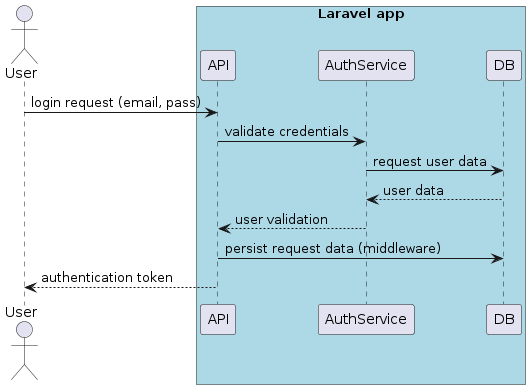 Laravel app
User
API
AuthService
DB
login request (email, pass)
validate credentials
request user data
user data
user validation
persist request data (middleware)
authentication token
User
API
AuthService
DB